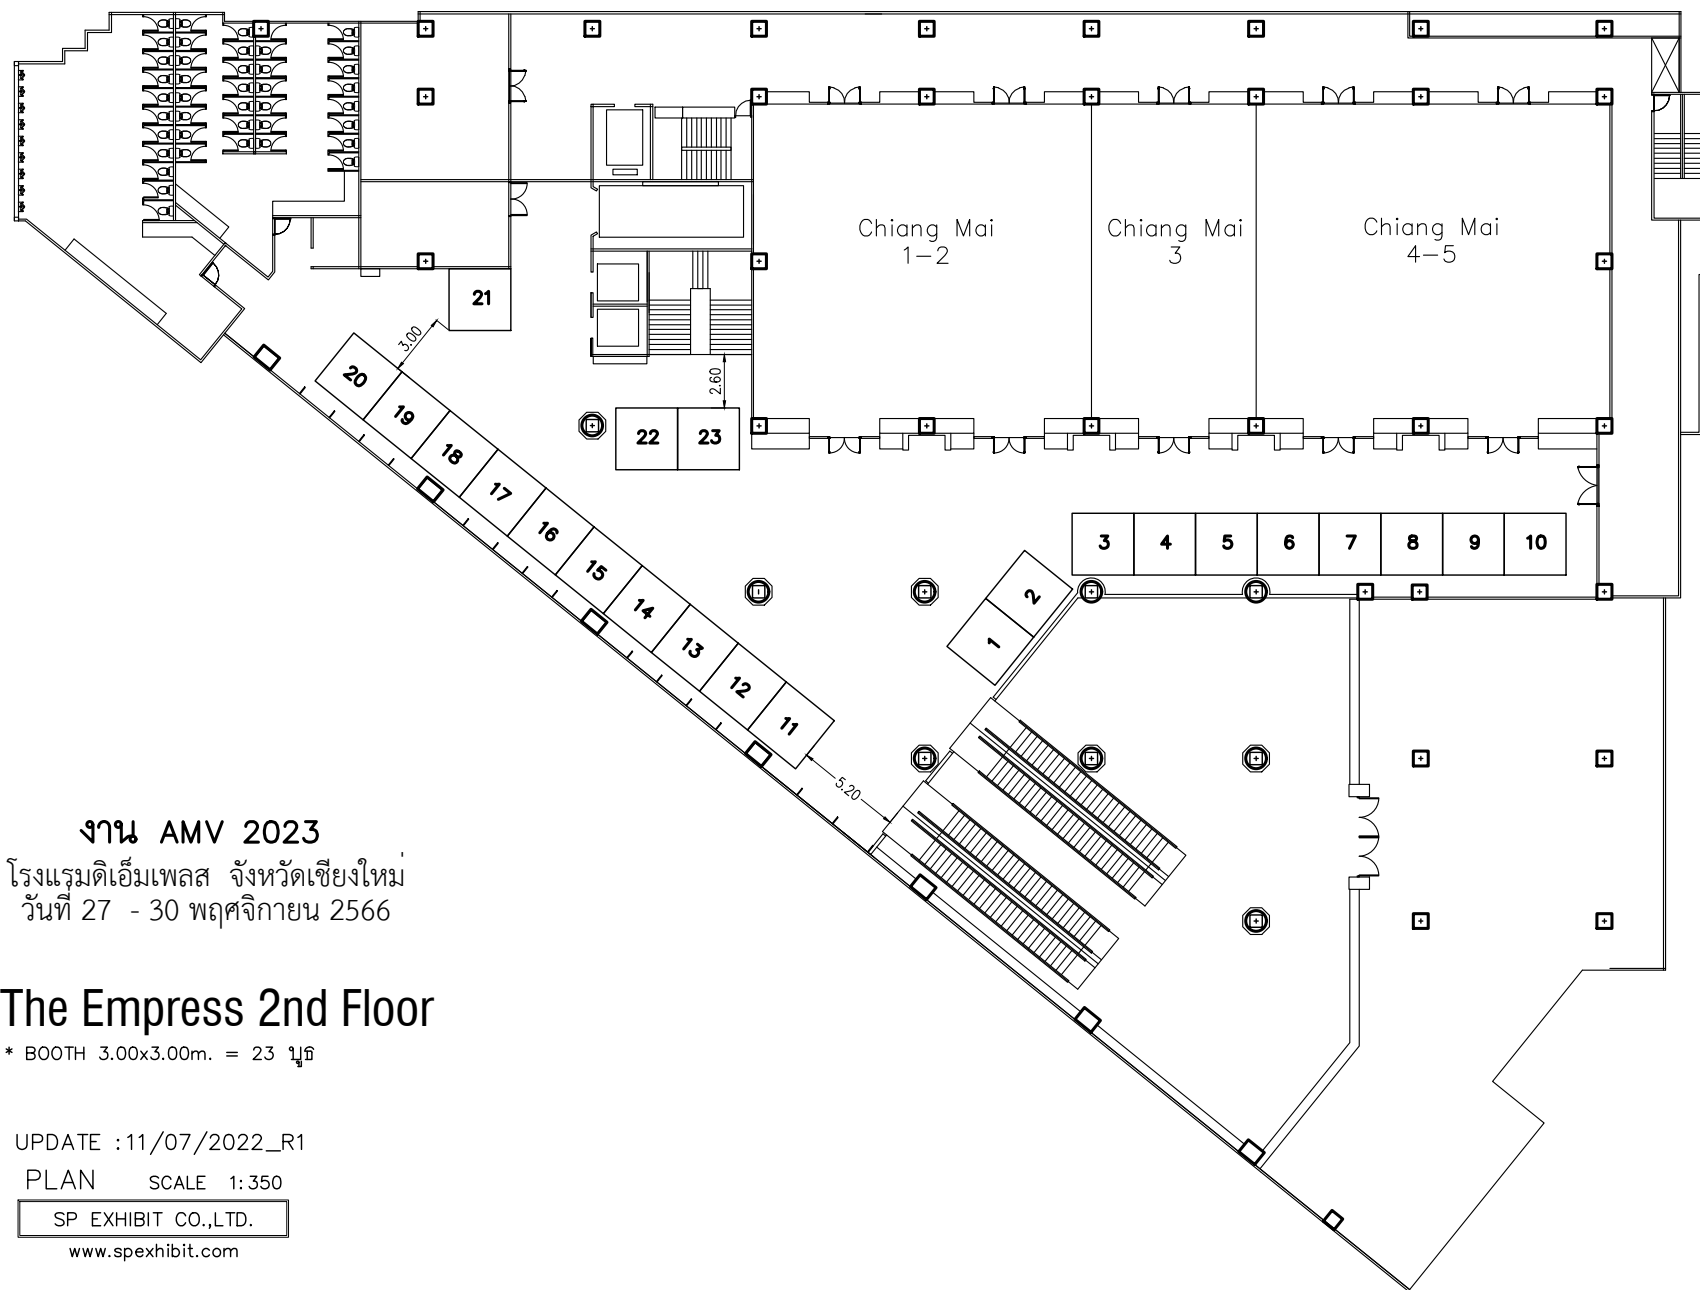 Chiang Mai
1-2
Chiang Mai
3
Chiang Mai
4-5
21
3.00
20
19
18
17
16
15
14
13
12
11
2.60
22
23
3
4
5
6
7
8
9
10
2
1
5.20
งาน AMV 2023
โรงแรมดิเอ็มเพลส จังหวัดเชียงใหม่
วันที่ 27 - 30 พฤศจิกายน 2566
The Empress 2nd Floor
* BOOTH 3.00x3.00m. = 23 บูธ
UPDATE :11/07/2022_R1
PLAN SCALE 1:350
SP EXHIBIT CO.,LTD.
www.spexhibit.com